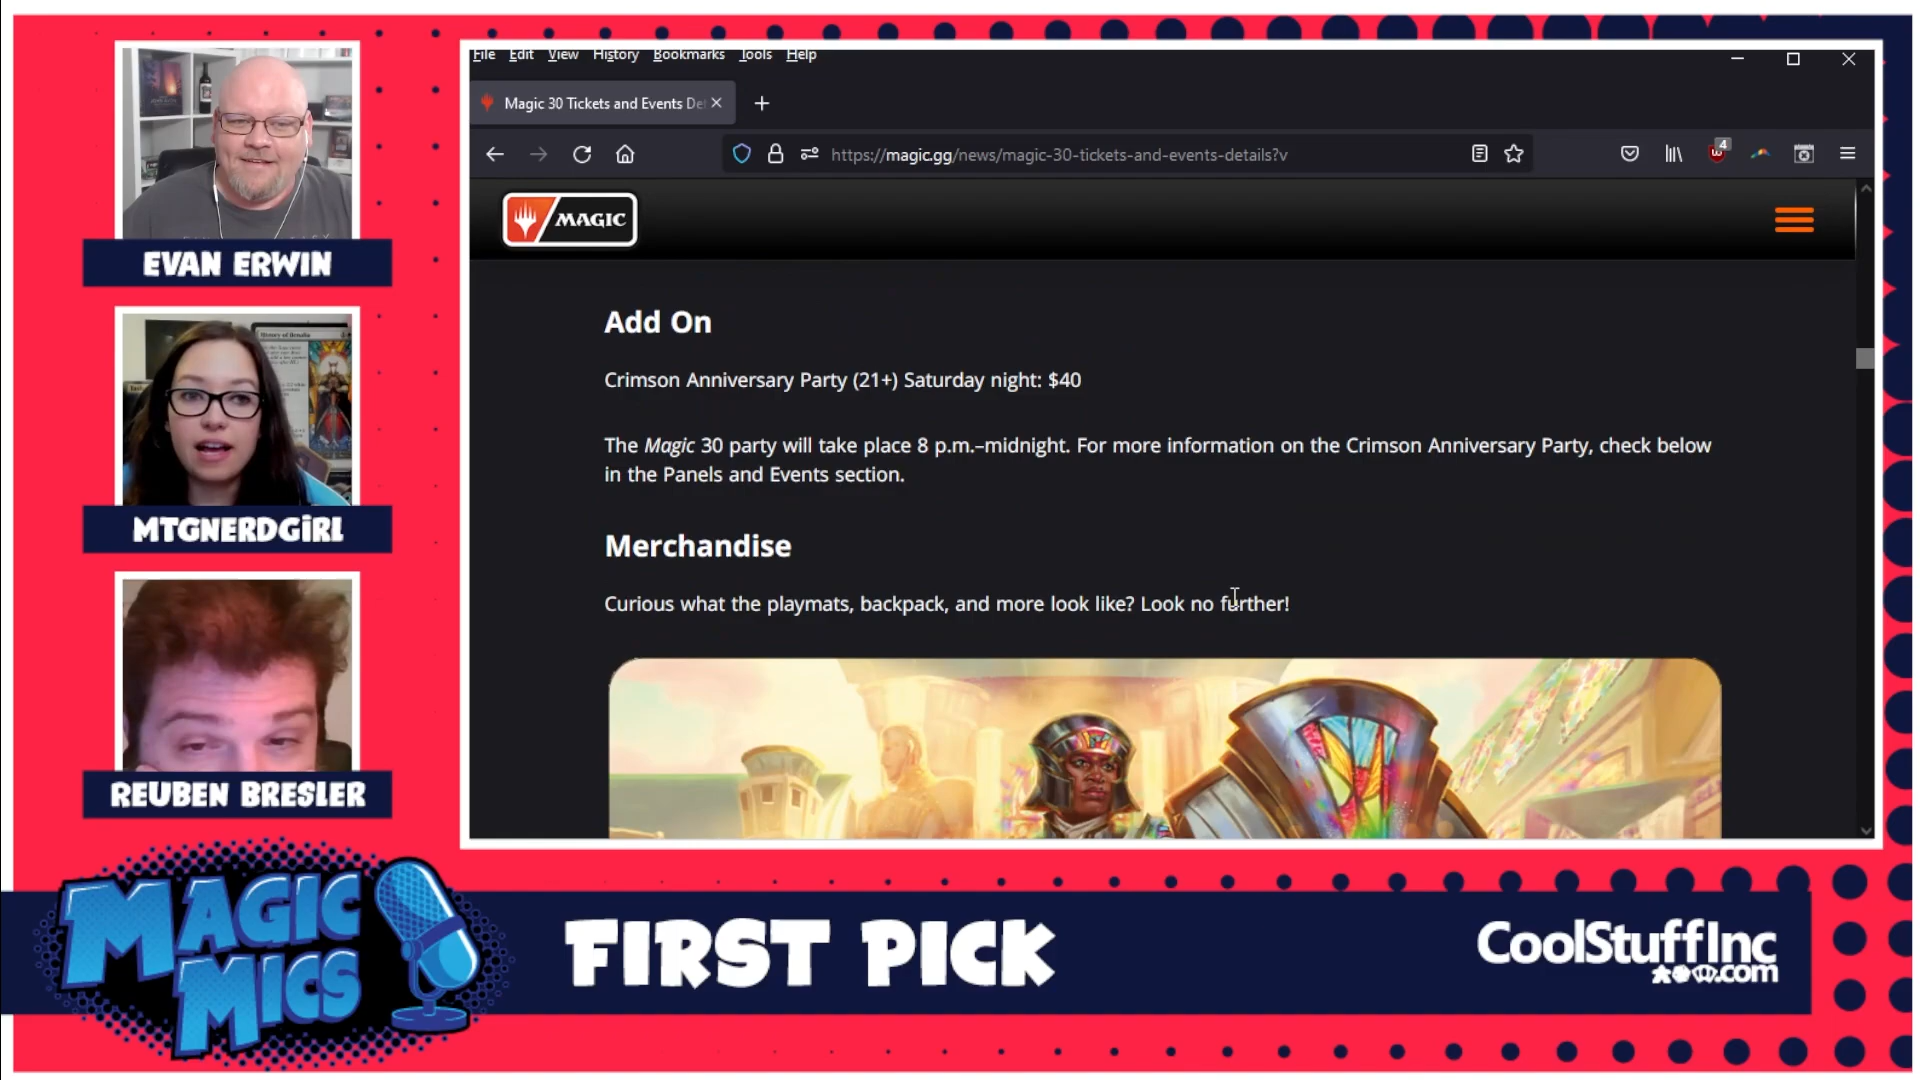 File Edit View History Bookmarks Tools Help
Magic 30 Tickets and Events De
https://magic.gg/news/magic-30-tickets-and-events-details?v
4
MAGIC
Add On
Crimson Anniversary Party (21+) Saturday night: $40
The Magic 30 party will take place 8 p.m.–midnight. For more information on the Crimson Anniversary Party, check below
in the Panels and Events section.
Merchandise
Curious what the playmats, backpack, and more look like? Look no further!
EVAN ERWIN
MTGNERDGiRL
REUBEN BRESLER
MAGIC
MICS
FIRST PICK
CoolStuffInc
.com